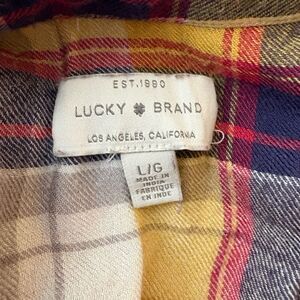 EST. 1990
LUCKY BRAND
LOS ANGELES, CALIFORNIA
L/G
MADE IN
INDIA
FABRIQUE
EN INDE